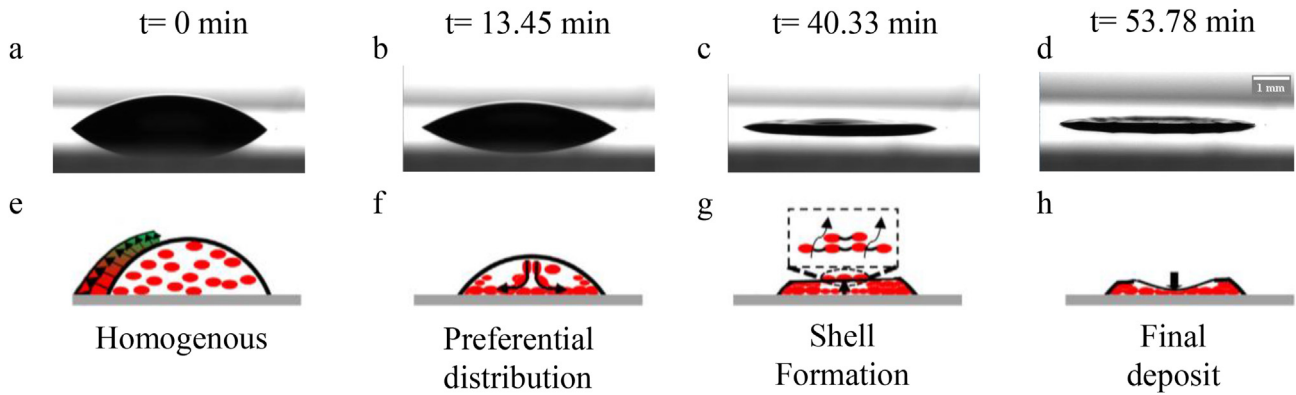 t= 0 min
t= 13.45 min
t= 40.33 min
t= 53.78 min
a
b
c
d
1 mm
e
f
g
h
Homogenous
Preferential
distribution
Shell
Formation
Final
deposit